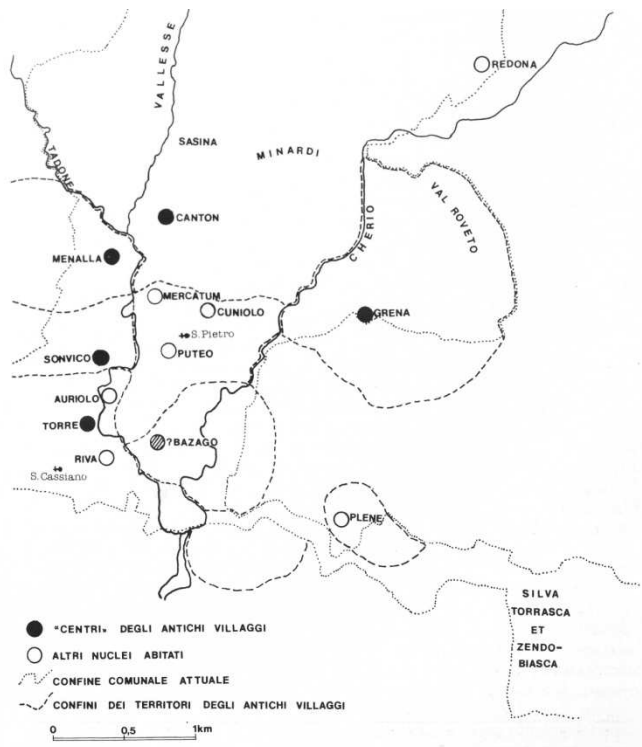 REDONA
VALLESSE
SASINA
MINARDI
TADONE
VAL ROVETO
CANTON
CHERIO
MENALLA
MERCATUM
CUNIOLO
GRENA
S. Pietro
PUTEO
SONVICO
AURIOLO
TORRE
?BAZAGO
RIVA
S. Cassiano
PLENE
SILVA
TORRASCA
ET
ZENDO-
BIASCA
"CENTRI" DEGLI ANTICHI VILLAGGI
ALTRI NUCLEI ABITATI
CONFINE COMUNALE ATTUALE
CONFINI DEI TERRITORI DEGLI ANTICHI VILLAGGI
0 0,5 1km